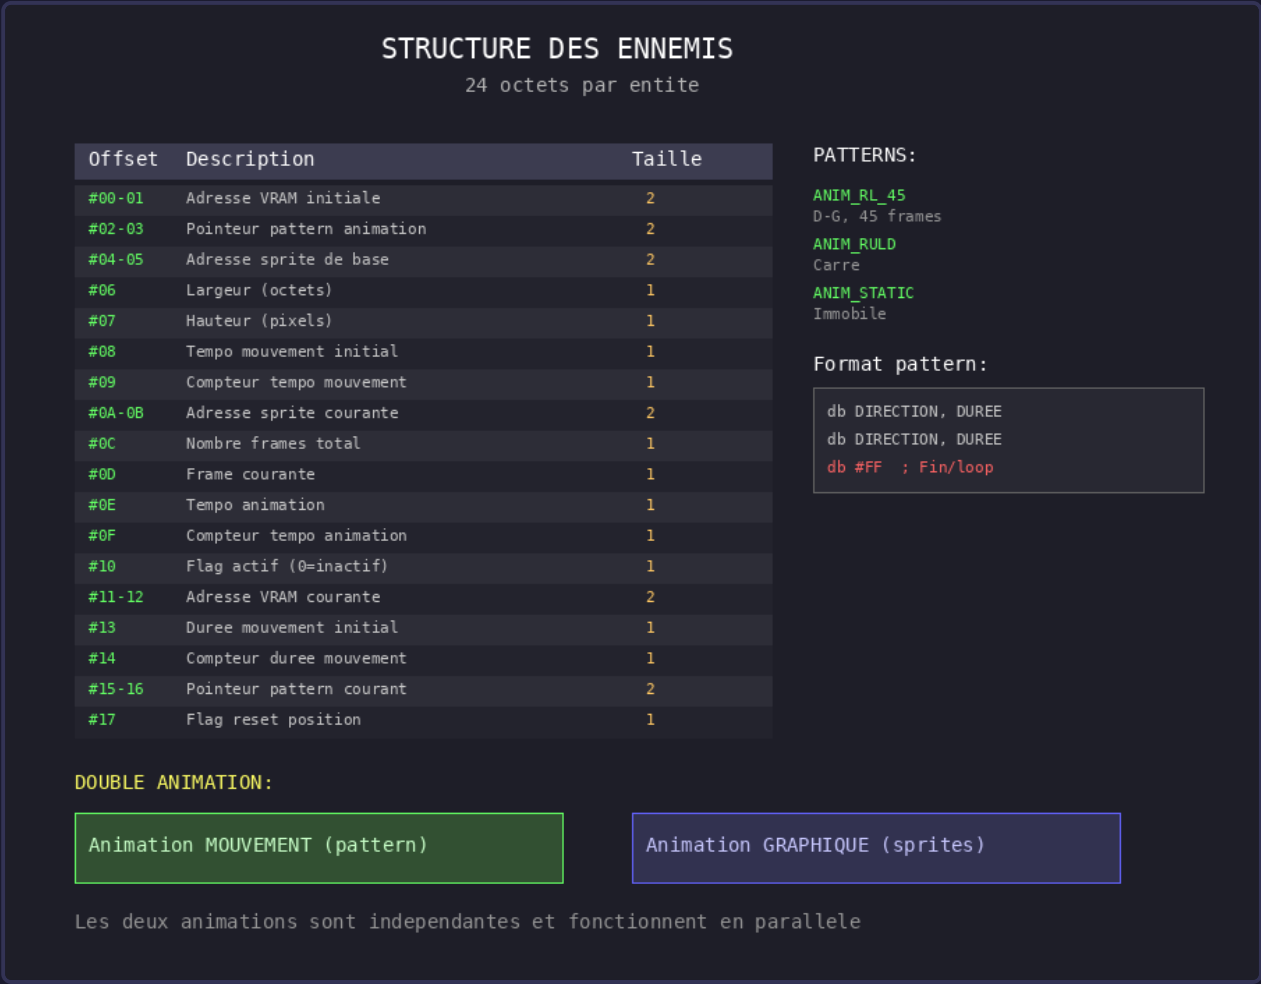 STRUCTURE DES ENNEMIS
24 octets par entite
Offset Description Taille
#00-01 Adresse VRAM initiale 2
#02-03 Pointeur pattern animation 2
#04-05 Adresse sprite de base 2
#06 Largeur (octets) 1
#07 Hauteur (pixels) 1
#08 Tempo mouvement initial 1
#09 Compteur tempo mouvement 1
#0A-0B Adresse sprite courante 2
#0C Nombre frames total 1
#0D Frame courante 1
#0E Tempo animation 1
#0F Compteur tempo animation 1
#10 Flag actif (0=inactif) 1
#11-12 Adresse VRAM courante 2
#13 Duree mouvement initial 1
#14 Compteur duree mouvement 1
#15-16 Pointeur pattern courant 2
#17 Flag reset position 1
PATTERNS:
ANIM_RL_45
D-G, 45 frames
ANIM_RULD
Carre
ANIM_STATIC
Immobile
Format pattern:
db DIRECTION, DUREE
db DIRECTION, DUREE
db #FF ; Fin/loop
DOUBLE ANIMATION:
Animation MOUVEMENT (pattern)
Animation GRAPHIQUE (sprites)
Les deux animations sont independantes et fonctionnent en parallele